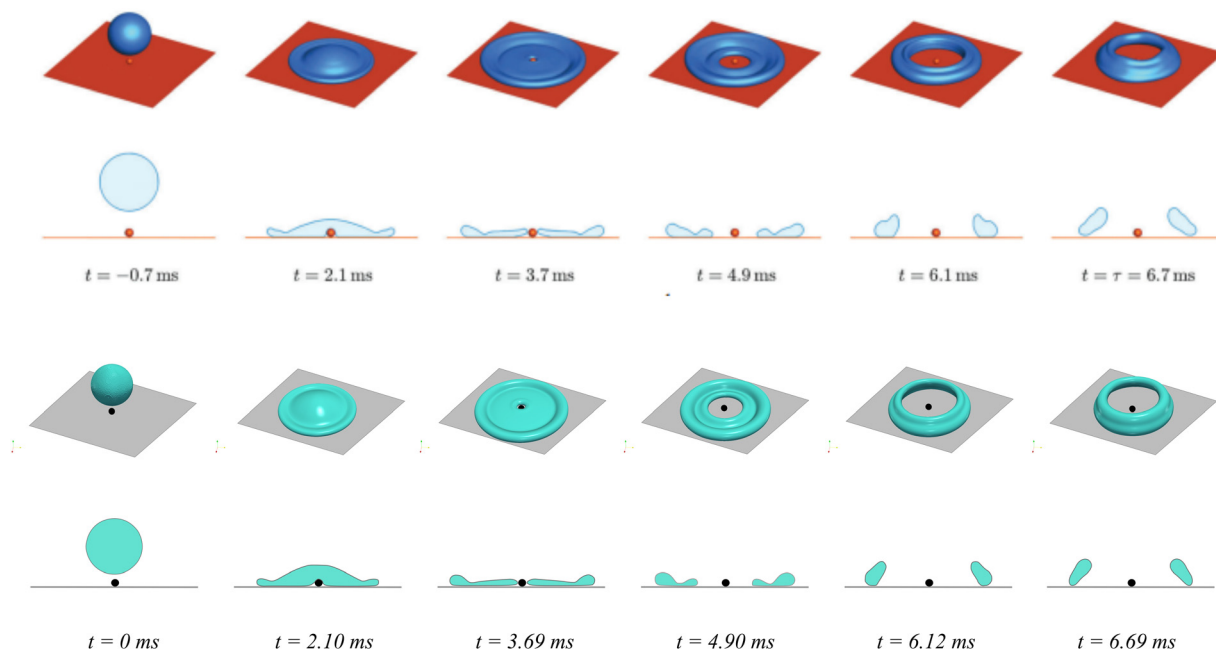 t = −0.7 ms
t = 2.1 ms
t = 3.7 ms
t = 4.9 ms
t = 6.1 ms
t = τ = 6.7 ms
t = 0 ms
t = 2.10 ms
t = 3.69 ms
t = 4.90 ms
t = 6.12 ms
t = 6.69 ms